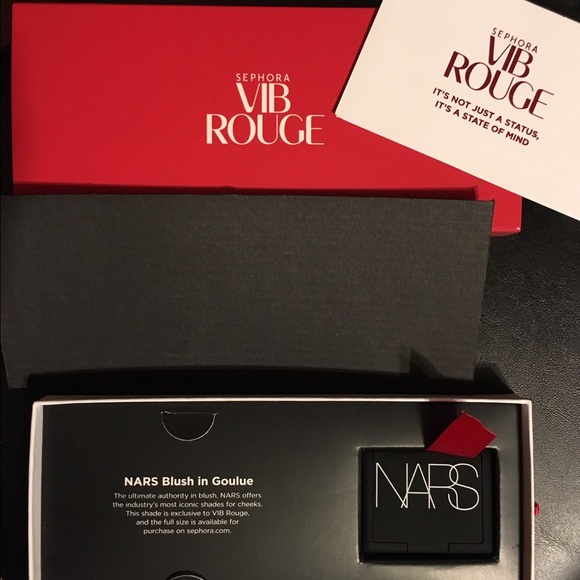 SEPHORA
VIB
ROUGE
SEPHORA
VIB
ROUGE
IT'S NOT JUST A STATUS,
IT'S A STATE OF MIND
NARS Blush in Goulue
The ultimate authority in blush, NARS offers
the industry's most iconic shades for cheeks.
This shade is exclusive to VIB Rouge,
and the full size is available for
purchase on sephora.com.
NARS